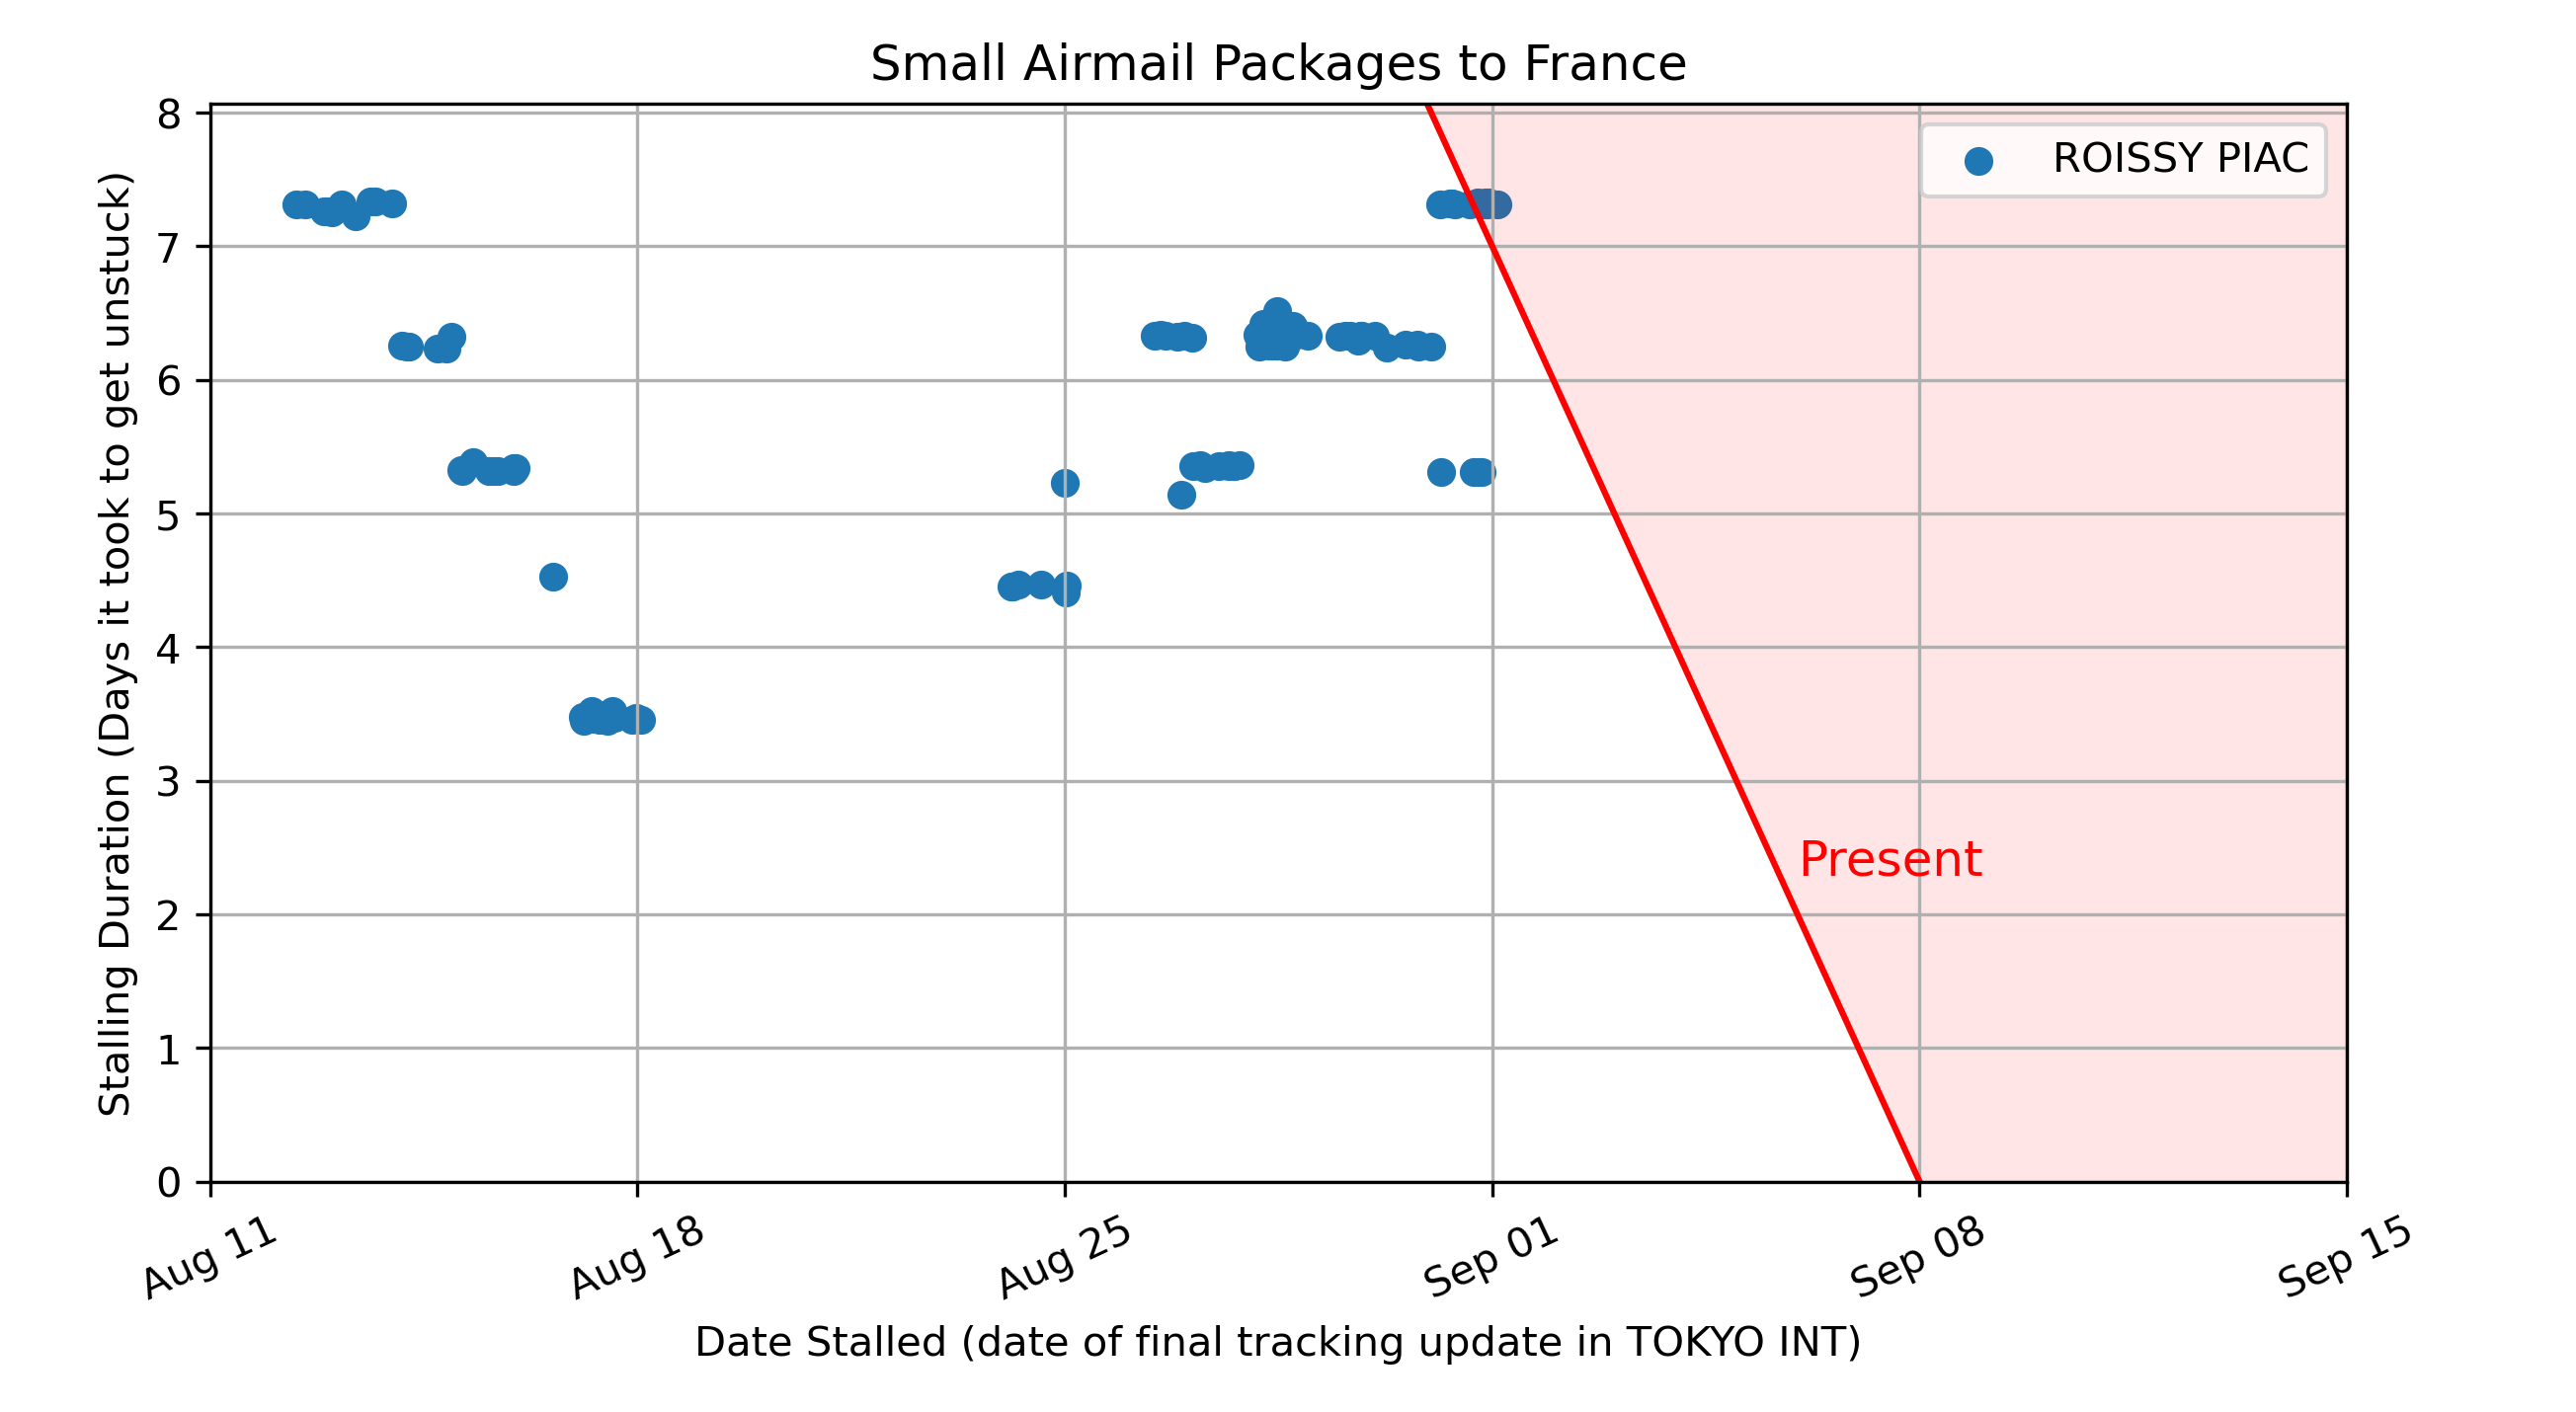 Small Airmail Packages to France
Stalling Duration (Days it took to get unstuck)
8
7
6
5
4
3
2
1
0
ROISSY PIAC
Present
Aug 11
Aug 18
Aug 25
Sep 01
Sep 08
Sep 15
Date Stalled (date of final tracking update in TOKYO INT)